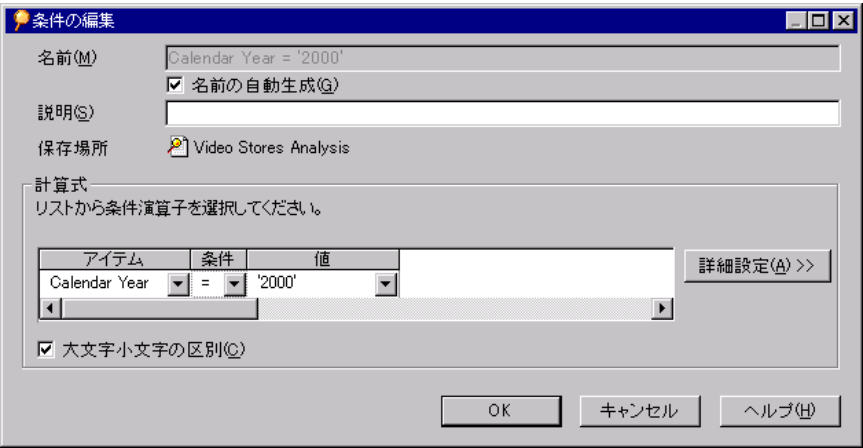 条件の編集
名前(M) Calendar Year = '2000'
名前の自動生成(G)
説明(S)
保存場所 Video Stores Analysis
計算式
リストから条件演算子を選択してください。
アイテム 条件 値
Calendar Year = '2000'
詳細設定(A) >>
大文字小文字の区別(C)
OK キャンセル ヘルプ(H)